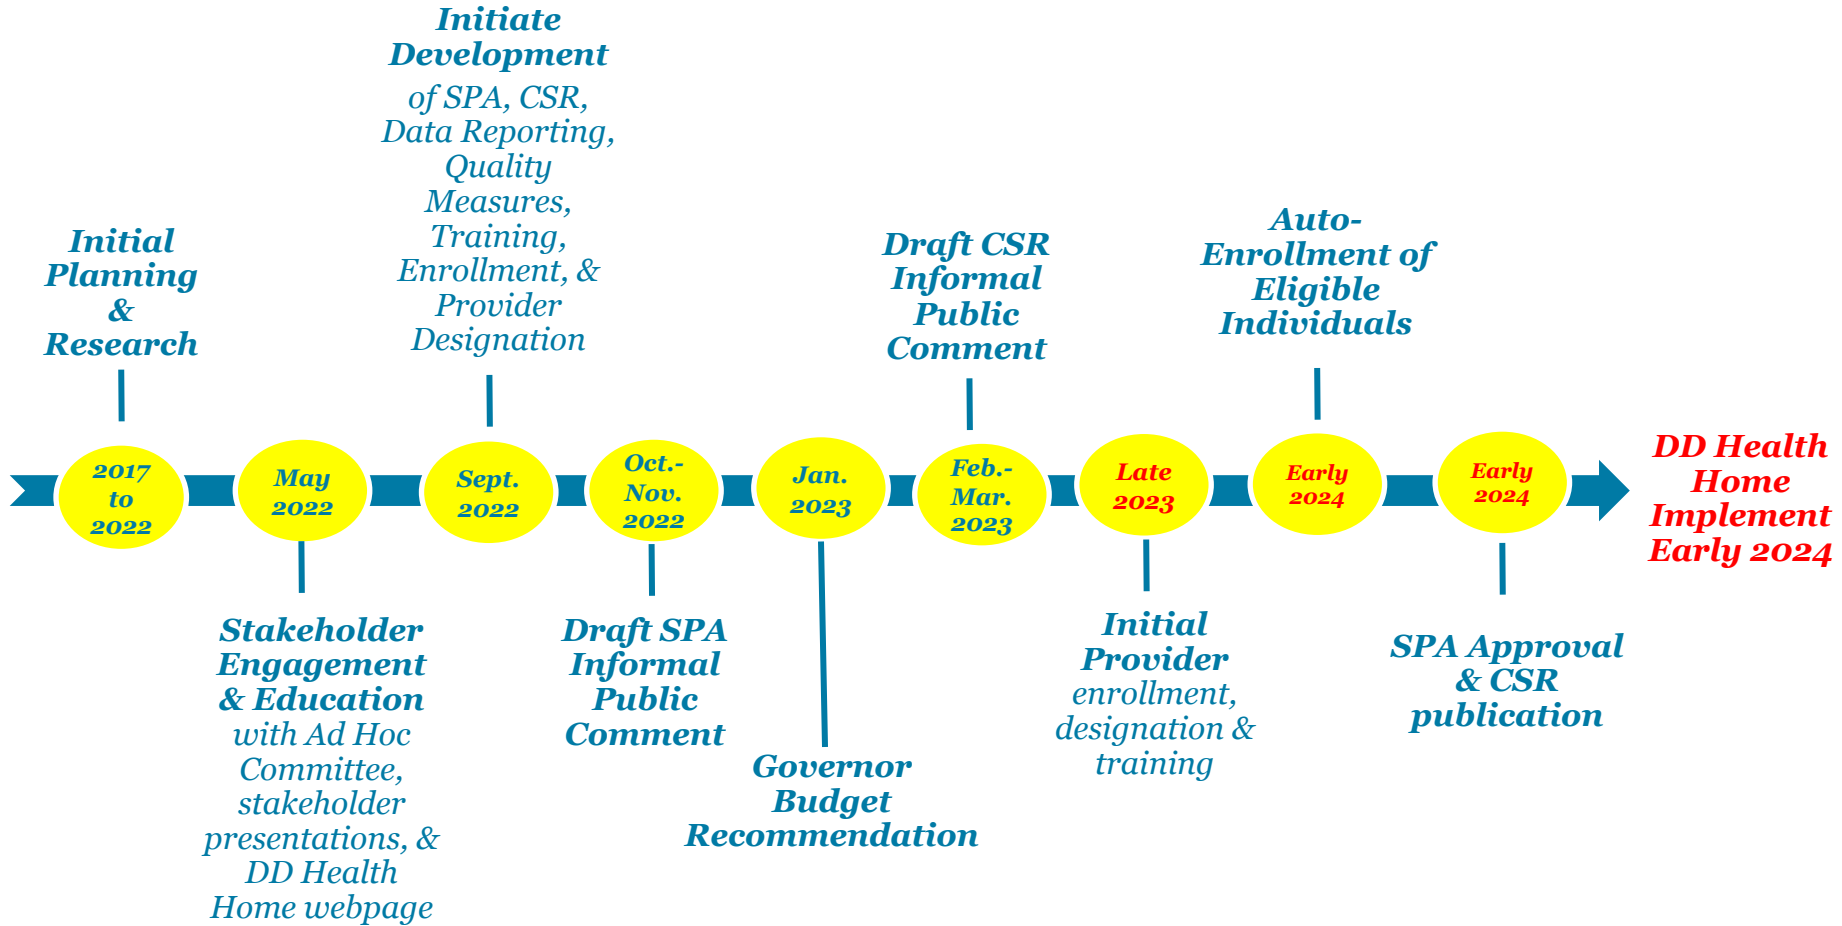 Initial
Planning
&
Research
2017
to
2022
May
2022
Stakeholder
Engagement
& Education
with Ad Hoc
Committee,
stakeholder
presentations, &
DD Health
Home webpage
Initiate
Development
of SPA, CSR,
Data Reporting,
Quality
Measures,
Training,
Enrollment, &
Provider
Designation
Sept.
2022
Oct.-
Nov.
2022
Draft SPA
Informal
Public
Comment
Jan.
2023
Governor
Budget
Recommendation
Draft CSR
Informal
Public
Comment
Feb.-
Mar.
2023
Late
2023
Initial
Provider
enrollment,
designation &
training
Auto-
Enrollment of
Eligible
Individuals
Early
2024
Early
2024
SPA Approval
& CSR
publication
DD Health
Home
Implement
Early 2024